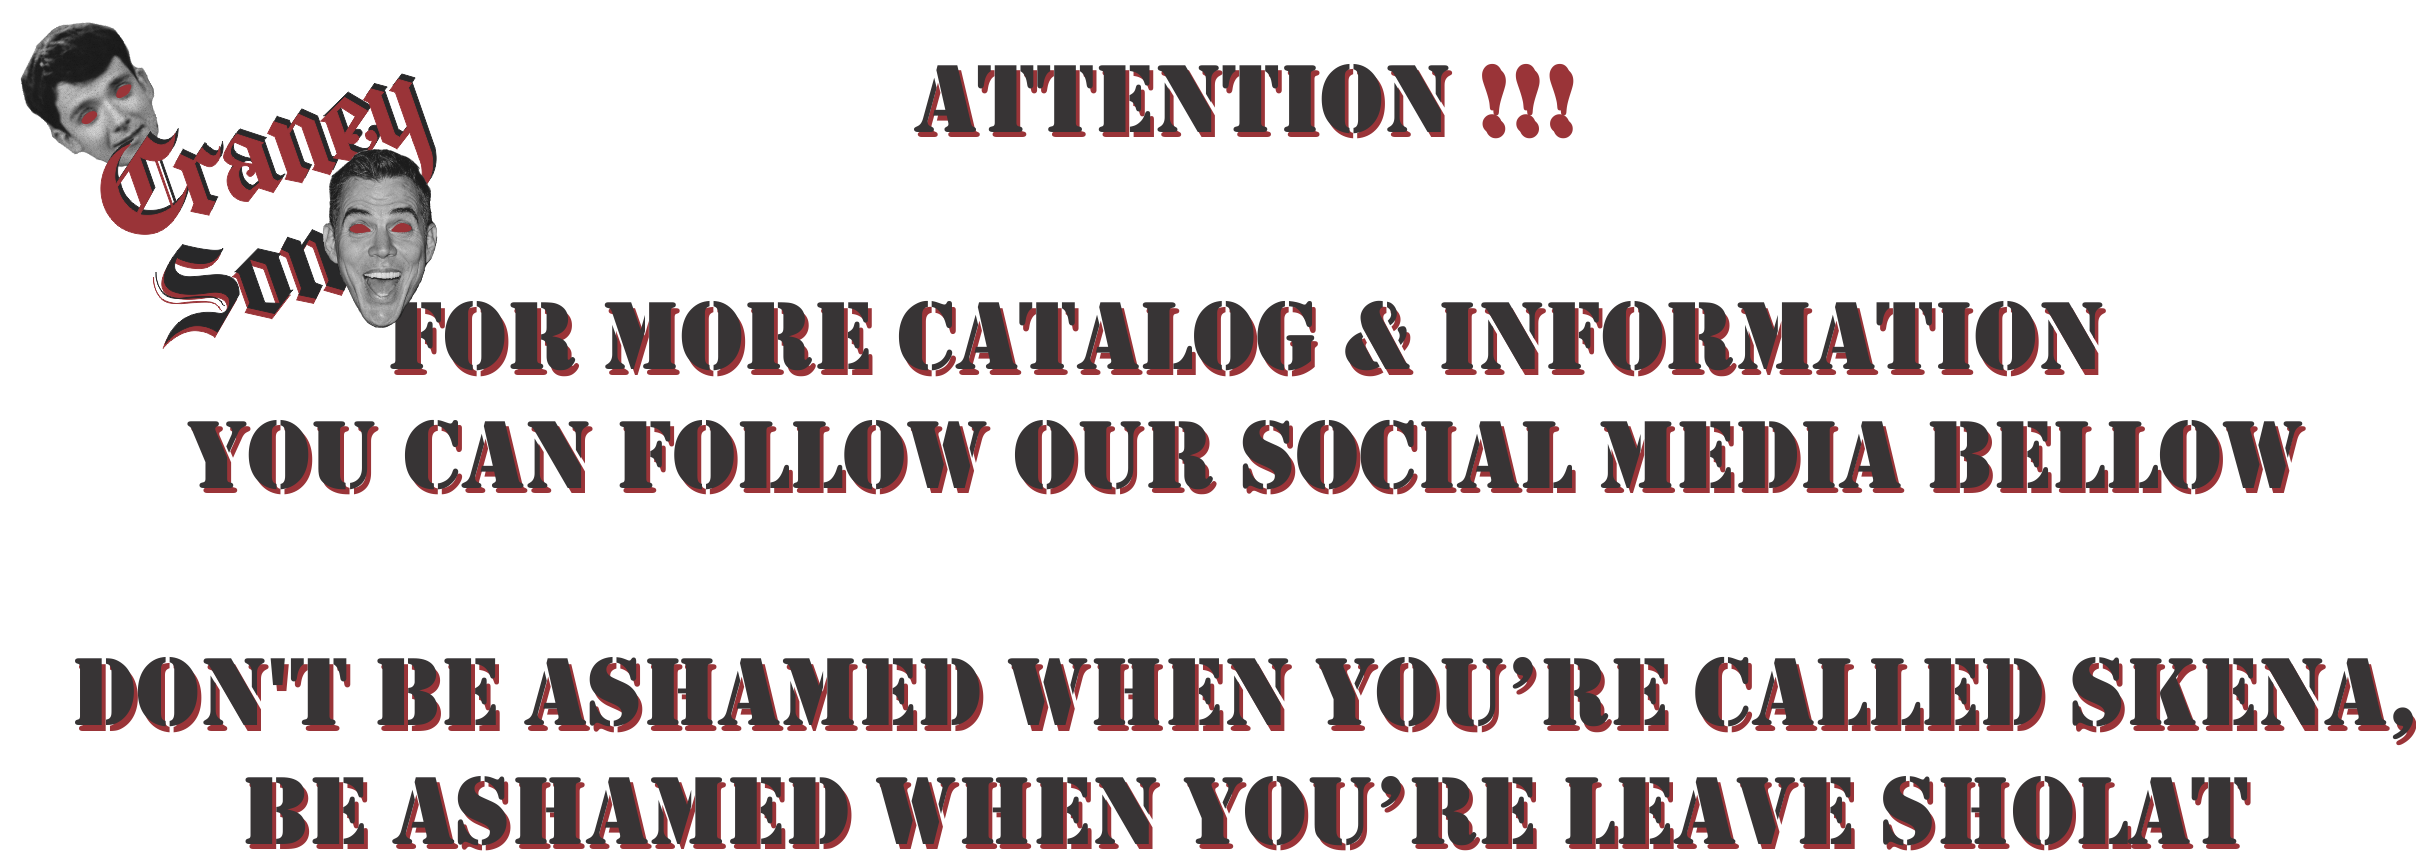 ATTENTION !!!
Craney
Son
FOR MORE CATALOG & INFORMATION
YOU CAN FOLLOW OUR SOCIAL MEDIA BELLOW
DON'T BE ASHAMED WHEN YOU’RE CALLED SKENA,
BE ASHAMED WHEN YOU’RE LEAVE SHOLAT